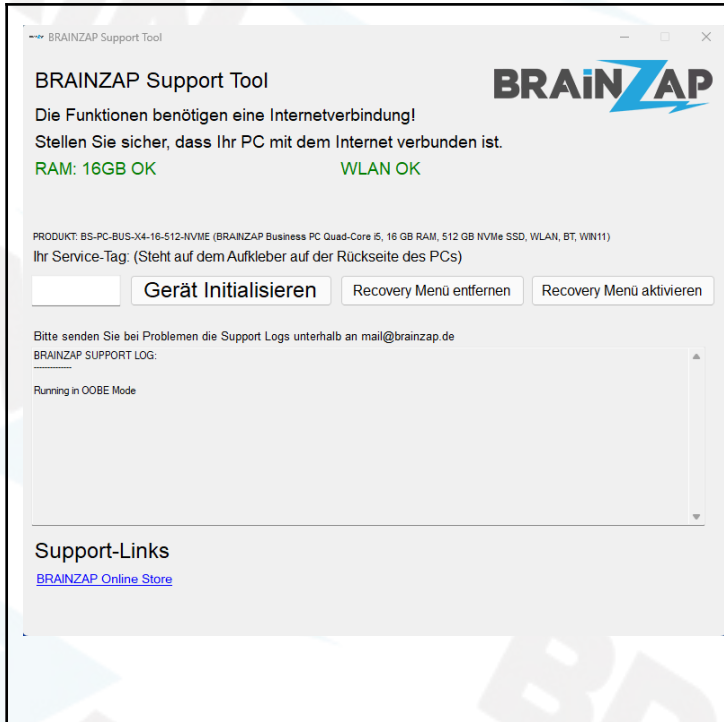 BRAINZAP Support Tool
BRAINZAP Support Tool
BRAiNZAP
Die Funktionen benötigen eine Internetverbindung!
Stellen Sie sicher, dass Ihr PC mit dem Internet verbunden ist.
RAM: 16GB OK WLAN OK
PRODUKT: BS-PC-BUS-X4-16-512-NVME (BRAINZAP Business PC Quad-Core i5, 16 GB RAM, 512 GB NVMe SSD, WLAN, BT, WIN11)
Ihr Service-Tag: (Steht auf dem Aufkleber auf der Rückseite des PCs)
Gerät Initialisieren Recovery Menü entfernen Recovery Menü aktivieren
Bitte senden Sie bei Problemen die Support Logs unterhalb an mail@brainzap.de
BRAINZAP SUPPORT LOG:
---------------
Running in OOBE Mode
Support-Links
BRAINZAP Online Store